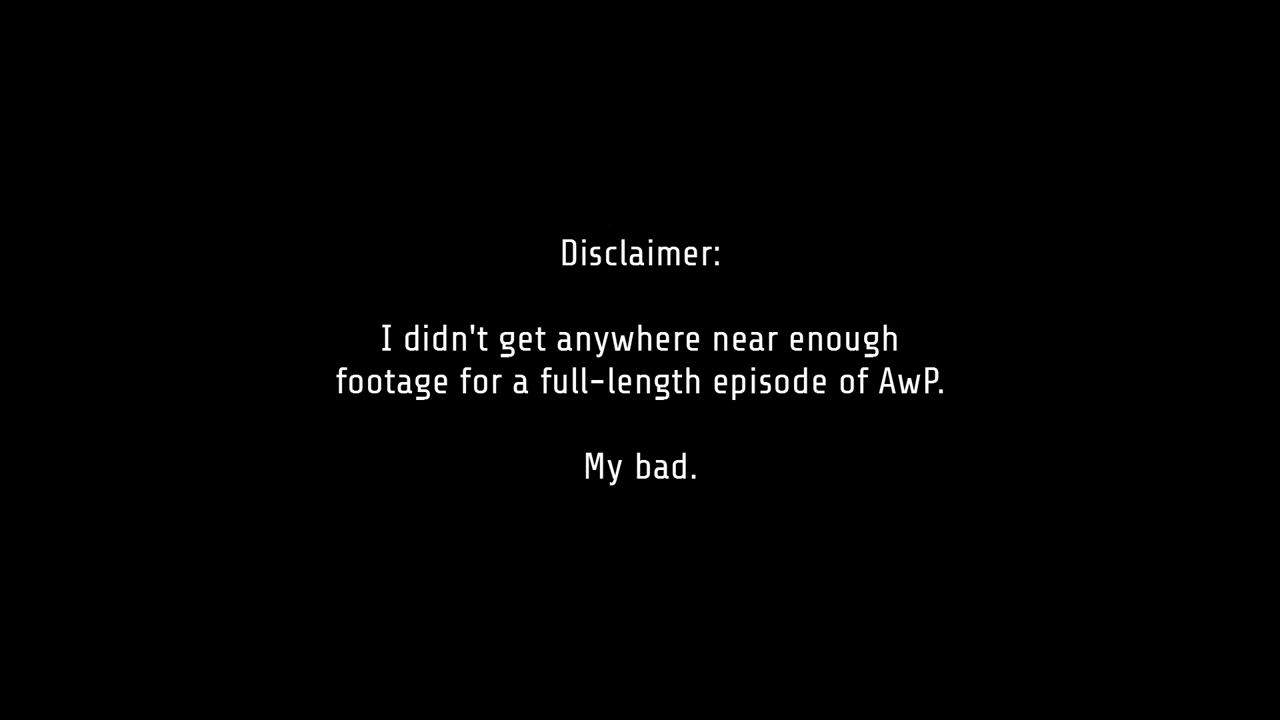 Disclaimer:
I didn't get anywhere near enough
footage for a full-length episode of AwP.
My bad.